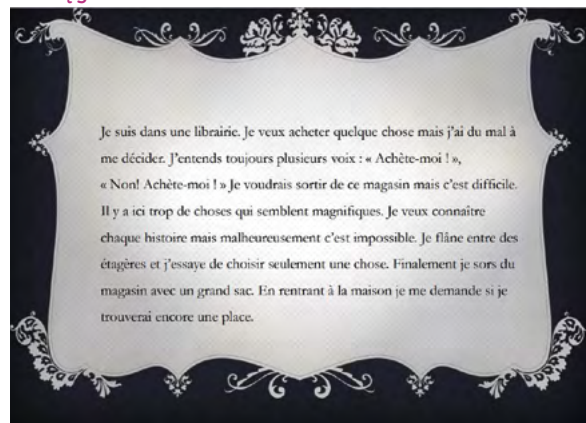 Je suis dans une librairie. Je veux acheter quelque chose mais j'ai du mal à
me décider. J'entends toujours plusieurs voix : « Achète-moi ! »,
« Non! Achète-moi ! » Je voudrais sortir de ce magasin mais c'est difficile.
Il y a ici trop de choses qui semblent magnifiques. Je veux connaître
chaque histoire mais malheureusement c'est impossible. Je flâne entre des
étagères et j'essaye de choisir seulement une chose. Finalement je sors du
magasin avec un grand sac. En rentrant à la maison je me demande si je
trouverai encore une place.